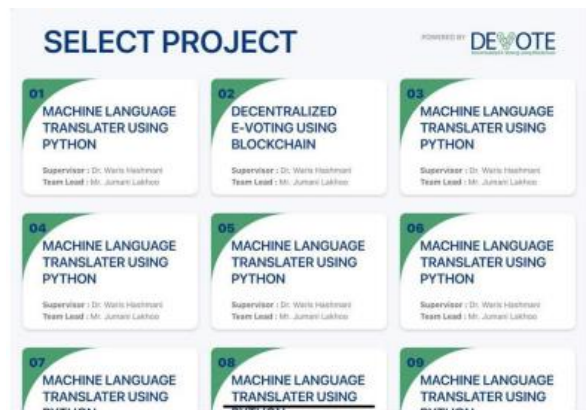 SELECT PROJECT
POWERED BY DEVOTE
01
MACHINE LANGUAGE
TRANSLATER USING
PYTHON
Supervisor : Dr. Waris Hashmani
Team Lead : Mr. Jumani Lakhoo
02
DECENTRALIZED
E-VOTING USING
BLOCKCHAIN
Supervisor : Dr. Waris Hashmani
Team Lead : Mr. Jumani Lakhoo
03
MACHINE LANGUAGE
TRANSLATER USING
PYTHON
Supervisor : Dr. Waris Hashmani
Team Lead : Mr. Jumani Lakhoo
04
MACHINE LANGUAGE
TRANSLATER USING
PYTHON
Supervisor : Dr. Waris Hashmani
Team Lead : Mr. Jumani Lakhoo
05
MACHINE LANGUAGE
TRANSLATER USING
PYTHON
Supervisor : Dr. Waris Hashmani
Team Lead : Mr. Jumani Lakhoo
06
MACHINE LANGUAGE
TRANSLATER USING
PYTHON
Supervisor : Dr. Waris Hashmani
Team Lead : Mr. Jumani Lakhoo
07
MACHINE LANGUAGE
TRANSLATER USING
PYTHON
08
MACHINE LANGUAGE
TRANSLATER USING
PYTHON
09
MACHINE LANGUAGE
TRANSLATER USING
PYTHON